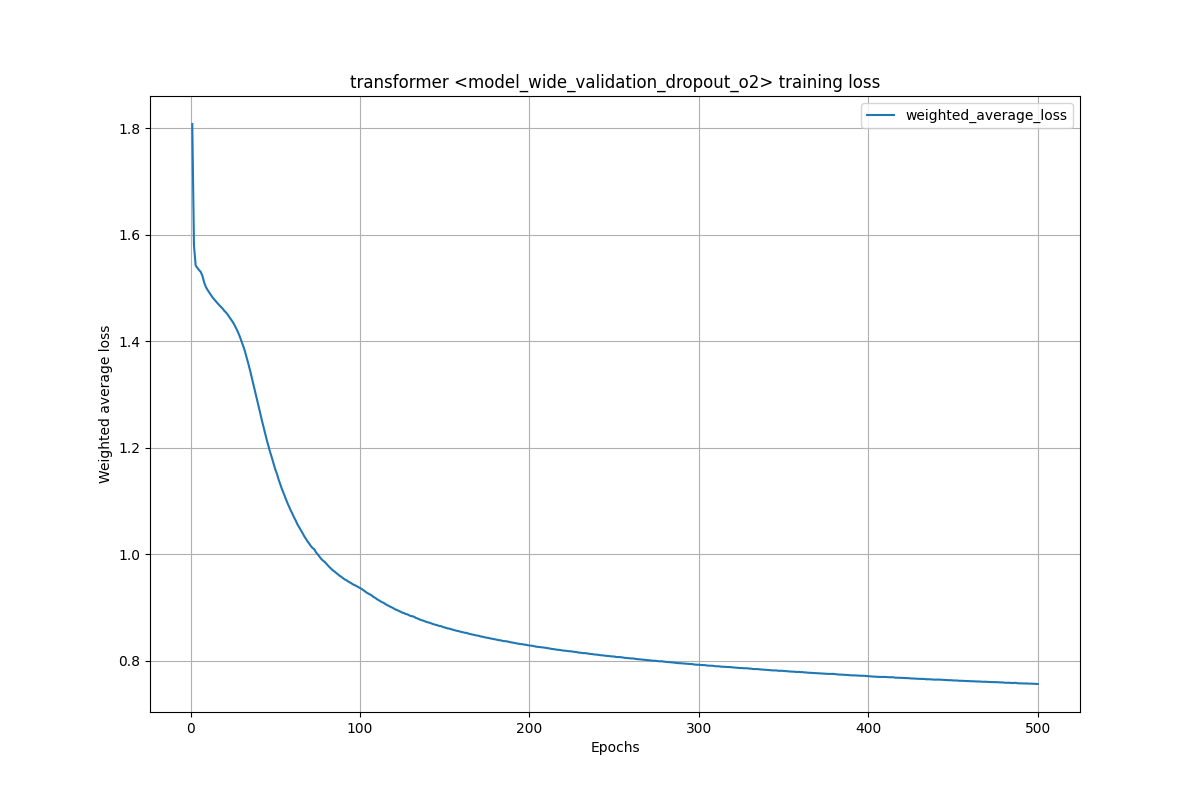 transformer <model_wide_validation_dropout_o2> training loss
weighted_average_loss
Weighted average loss
1.8
1.6
1.4
1.2
1.0
0.8
0 100 200 300 400 500
Epochs